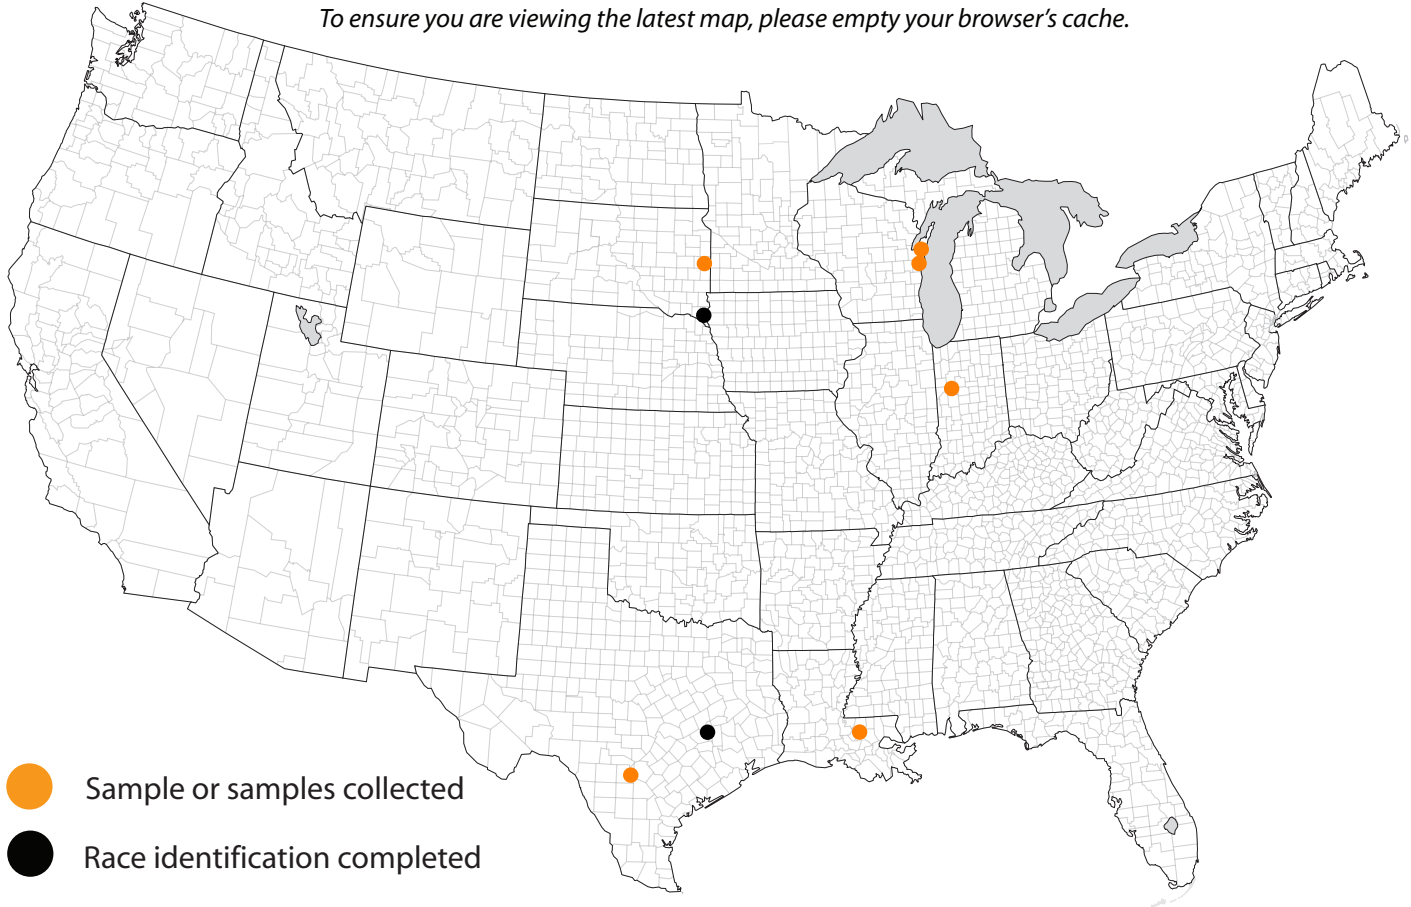 To ensure you are viewing the latest map, please empty your browser’s cache.
Sample or samples collected
Race identification completed